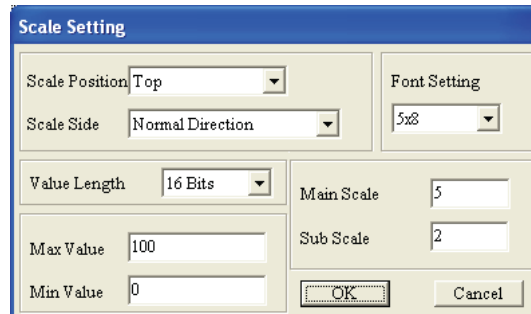 Scale Setting
Scale Position Top
Scale Side Normal Direction
Font Setting
5x8
Value Length 16 Bits
Max Value 100
Min Value 0
Main Scale 5
Sub Scale 2
OK Cancel